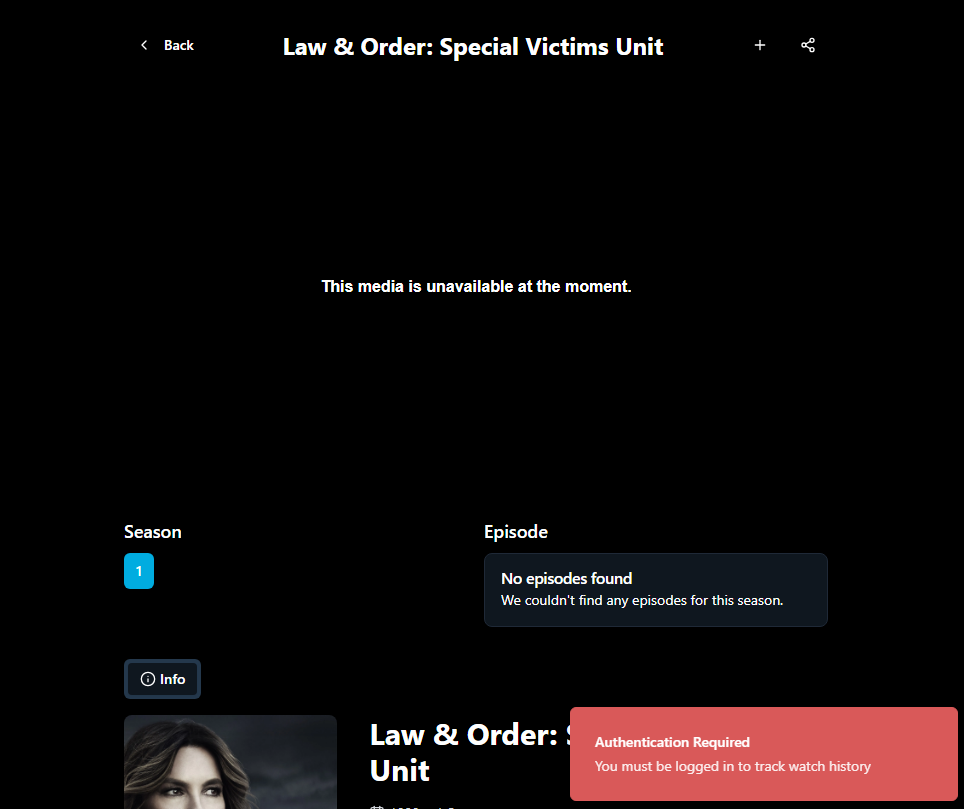 Back
Law & Order: Special Victims Unit
This media is unavailable at the moment.
Season
Episode
1
No episodes found
We couldn't find any episodes for this season.
Info
Law & Order:
Unit
Authentication Required
You must be logged in to track watch history